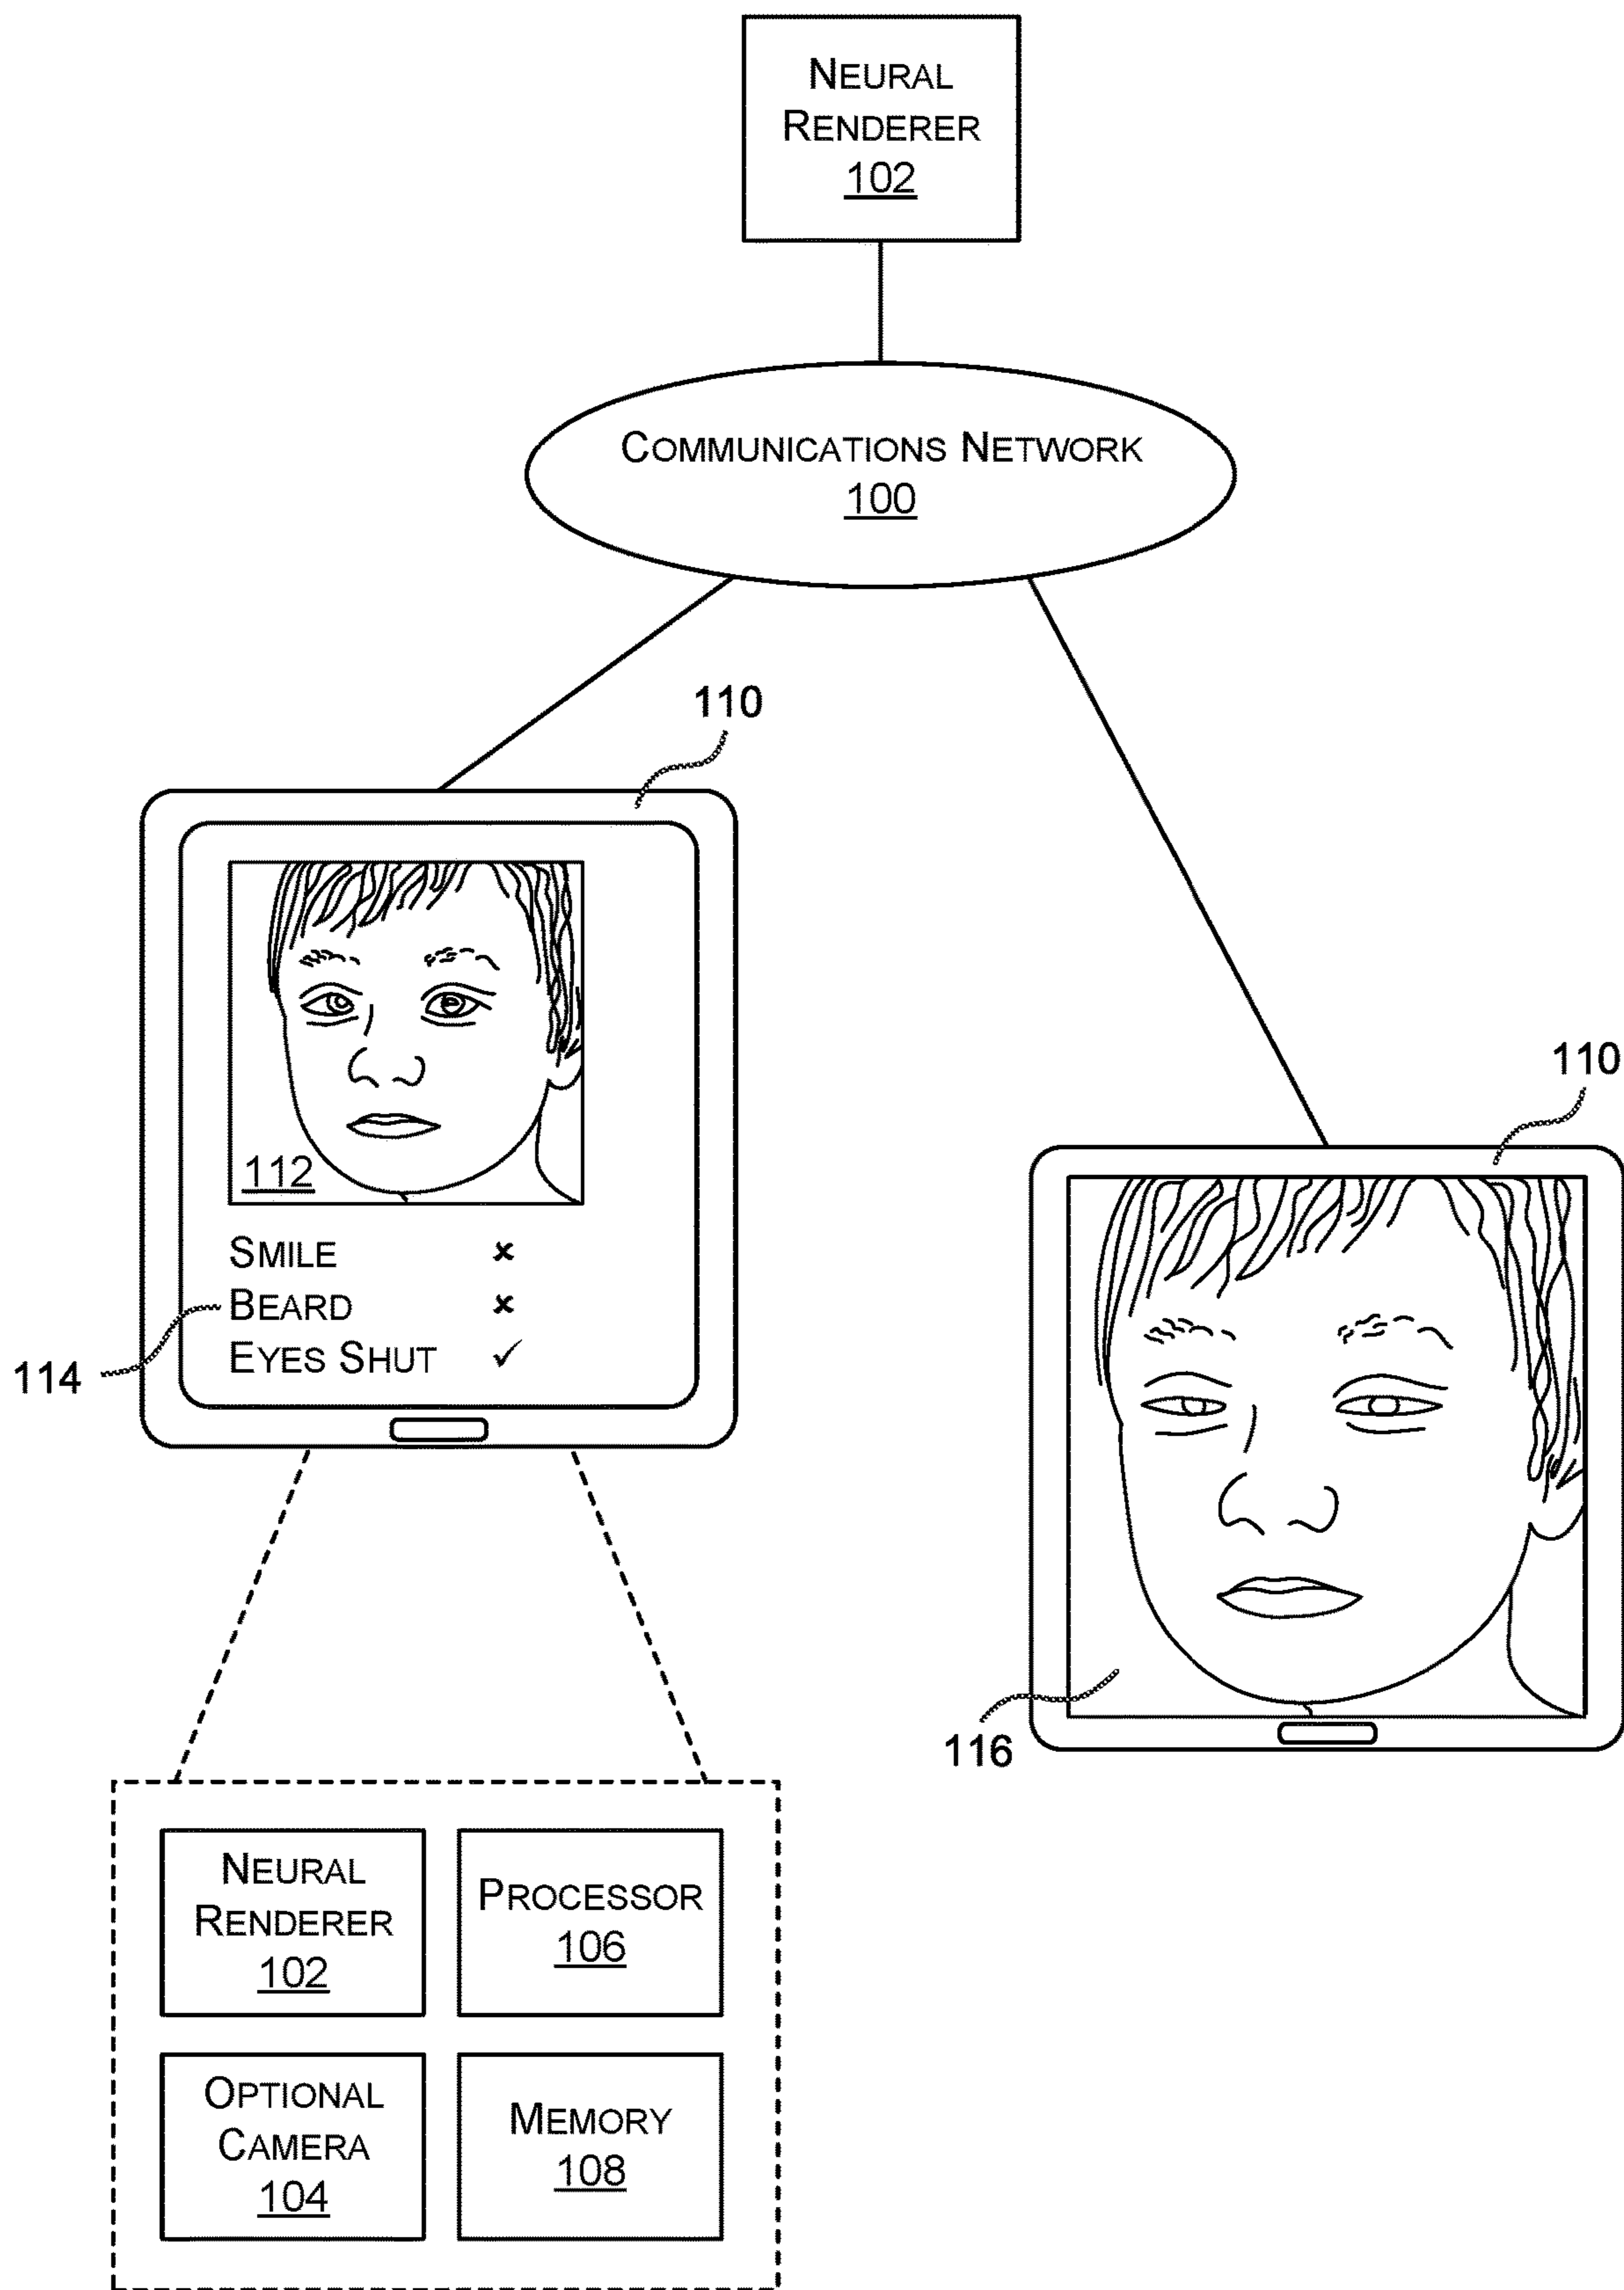 NEURAL
RENDERER
102
COMMUNICATIONS NETWORK
100
110
112
SMILE ✘
BEARD ✘
EYES SHUT ✓
114
110
116
NEURAL
RENDERER
102
PROCESSOR
106
OPTIONAL
CAMERA
104
MEMORY
108